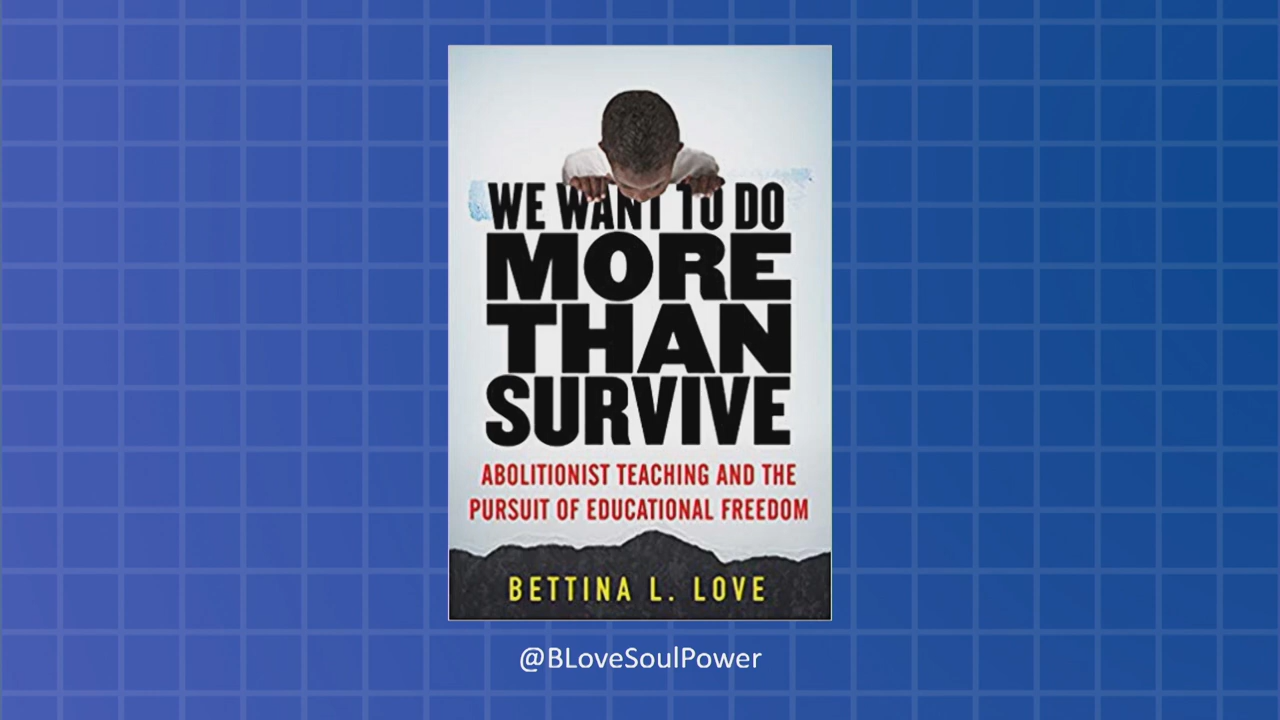 WE WANT TO DO
MORE
THAN
SURVIVE
ABOLITIONIST TEACHING AND THE
PURSUIT OF EDUCATIONAL FREEDOM
BETTINA L. LOVE
@BLoveSoulPower